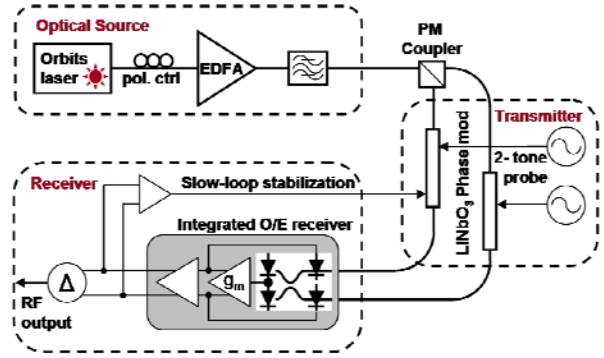 Optical Source
Orbits
laser
pol. ctrl
EDFA
PM
Coupler
Transmitter
2- tone
probe
LiNbO3 Phase mod
Receiver
Slow-loop stabilization
Integrated O/E receiver
gm
Δ
RF
output